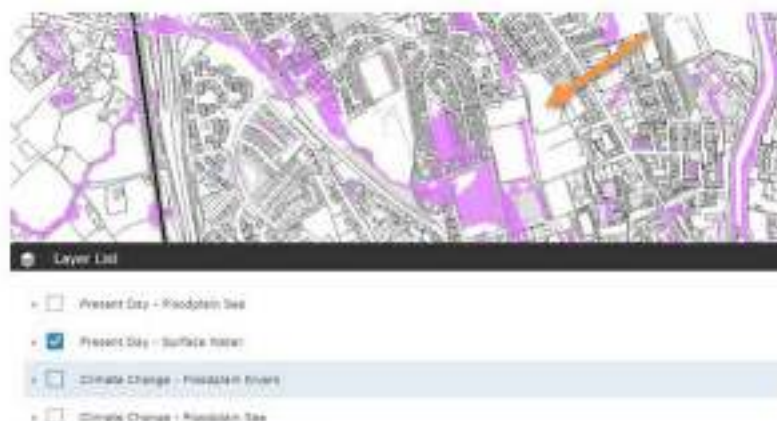 Layer List
Present Day - Floodplain Sea
Present Day - Surface Water
Climate Change - Floodplain Rivers
Climate Change - Floodplain Sea